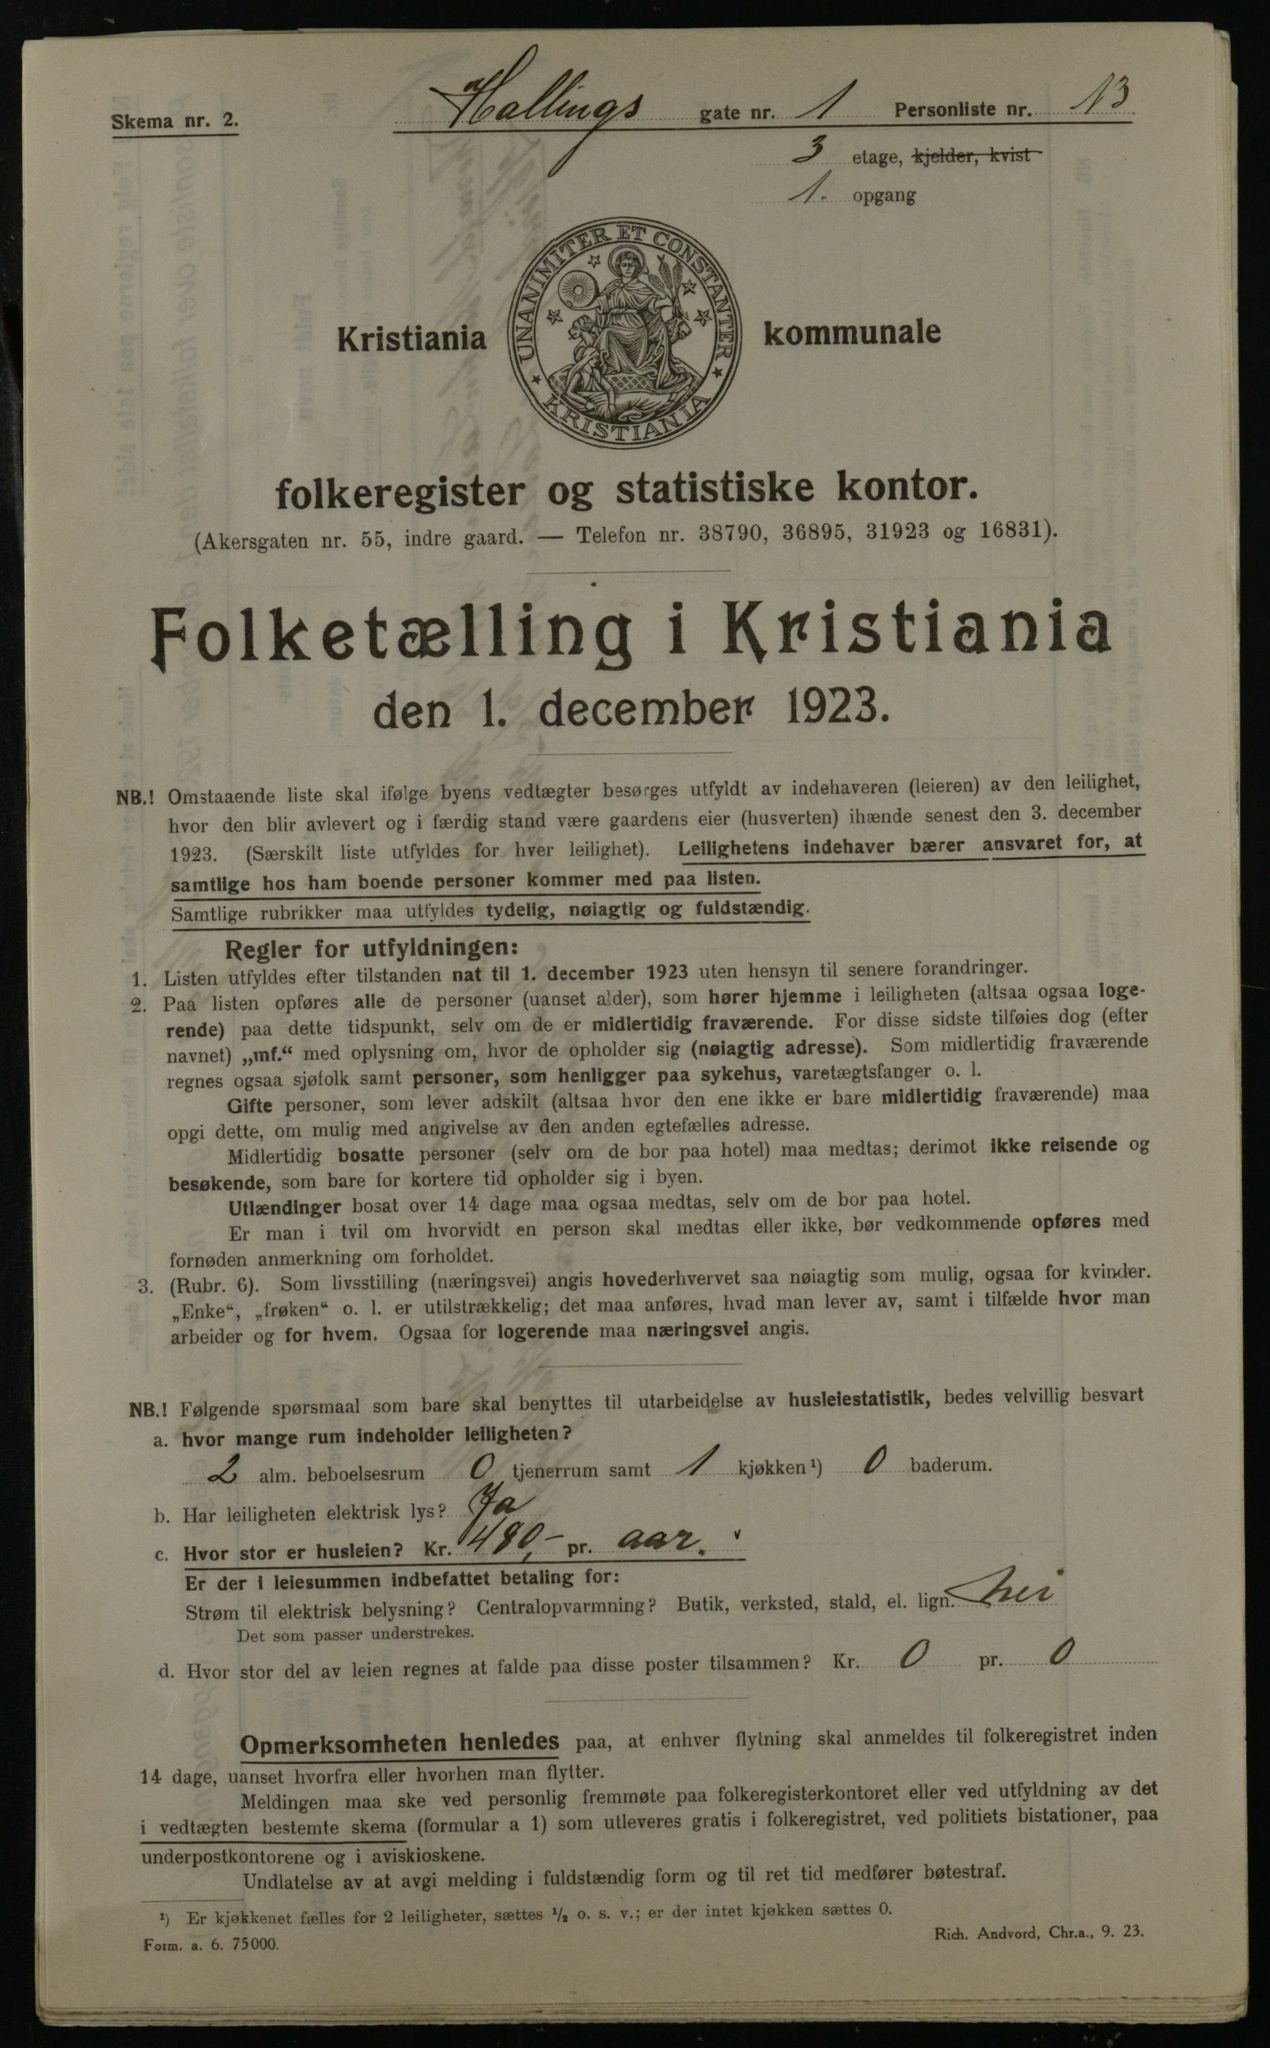 Skema nr. 2.
Hallings gate nr. 1 Personliste nr. 13
3 etage, kjelder, kvist
1. opgang
UNANIMITER ET CONSTANTER
KRISTIANIA
Kristiania kommunale
folkeregister og statistiske kontor.
(Akersgaten nr. 55, indre gaard. — Telefon nr. 38790, 36895, 31923 og 16831).
Folketælling i Kristiania
den 1. december 1923.
NB.! Omstaaende liste skal ifølge byens vedtægter besørges utfyldt av indehaveren (leieren) av den leilighet,
hvor den blir avlevert og i færdig stand være gaardens eier (husverten) ihænde senest den 3. december
1923. (Særskilt liste utfyldes for hver leilighet). Leilighetens indehaver bærer ansvaret for, at
samtlige hos ham boende personer kommer med paa listen.
Samtlige rubrikker maa utfyldes tydelig, nøiagtig og fuldstændig.
Regler for utfyldningen:
1. Listen utfyldes efter tilstanden nat til 1. december 1923 uten hensyn til senere forandringer.
2. Paa listen opføres alle de personer (uanset alder), som hører hjemme i leiligheten (altsaa ogsaa loge-
rende) paa dette tidspunkt, selv om de er midlertidig fraværende. For disse sidste tilføies dog (efter
navnet) „mf.“ med oplysning om, hvor de opholder sig (nøiagtig adresse). Som midlertidig fraværende
regnes ogsaa sjøfolk samt personer, som henligger paa sykehus, varetægtsfanger o. l.
Gifte personer, som lever adskilt (altsaa hvor den ene ikke er bare midlertidig fraværende) maa
opgi dette, om mulig med angivelse av den anden egtefælles adresse.
Midlertidig bosatte personer (selv om de bor paa hotel) maa medtas; derimot ikke reisende og
besøkende, som bare for kortere tid opholder sig i byen.
Utlændinger bosat over 14 dage maa ogsaa medtas, selv om de bor paa hotel.
Er man i tvil om hvorvidt en person skal medtas eller ikke, bør vedkommende opføres med
fornøden anmerkning om forholdet.
3. (Rubr. 6). Som livsstilling (næringsvei) angis hovederhvervet saa nøiagtig som mulig, ogsaa for kvinder.
„Enke“, „frøken“ o. l. er utilstrækkelig; det maa anføres, hvad man lever av, samt i tilfælde hvor man
arbeider og for hvem. Ogsaa for logerende maa næringsvei angis.
NB.! Følgende spørsmaal som bare skal benyttes til utarbeidelse av husleiestatistik, bedes velvillig besvart
a. hvor mange rum indeholder leiligheten?
2 alm. beboelsesrum 0 tjenerrum samt 1 kjøkken ¹) 0 baderum.
b. Har leiligheten elektrisk lys? Ja
c. Hvor stor er husleien? Kr. 480,- pr. aar.
Er der i leiesummen indbefattet betaling for:
Strøm til elektrisk belysning? Centralopvarmning? Butik, verksted, stald, el. lign. nei
Det som passer understrekes.
d. Hvor stor del av leien regnes at falde paa disse poster tilsammen? Kr. 0 pr. 0
Opmerksomheten henledes paa, at enhver flytning skal anmeldes til folkeregistret inden
14 dage, uanset hvorfra eller hvorhen man flytter.
Meldingen maa ske ved personlig fremmøte paa folkeregisterkontoret eller ved utfyldning av det
i vedtægten bestemte skema (formular a 1) som utleveres gratis i folkeregistret, ved politiets bistationer, paa
underpostkontorene og i aviskioskene.
Undlatelse av at avgi melding i fuldstændig form og til ret tid medfører bøtestraf.
¹) Er kjøkkenet fælles for 2 leiligheter, sættes ½ o. s. v.; er der intet kjøkken sættes 0.
Form. a. 6. 75000. Rich. Andvord, Chr.a., 9. 23.